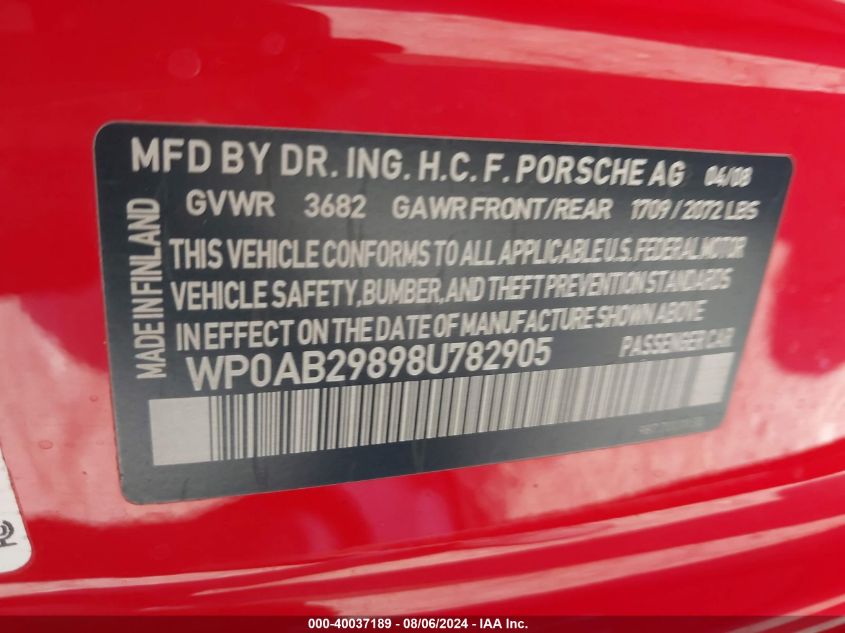 MFD BY DR. ING. H.C. F. PORSCHE AG 04/08
GVWR 3682 GAWR FRONT/REAR 1709 / 2072 LBS
MADE IN FINLAND
THIS VEHICLE CONFORMS TO ALL APPLICABLE U.S. FEDERAL MOTOR
VEHICLE SAFETY, BUMBER, AND THEFT PREVENTION STANDARDS
IN EFFECT ON THE DATE OF MANUFACTURE SHOWN ABOVE
WP0AB29898U782905 PASSENGER CAR
000-40037189 - 08/06/2024 - IAA Inc.